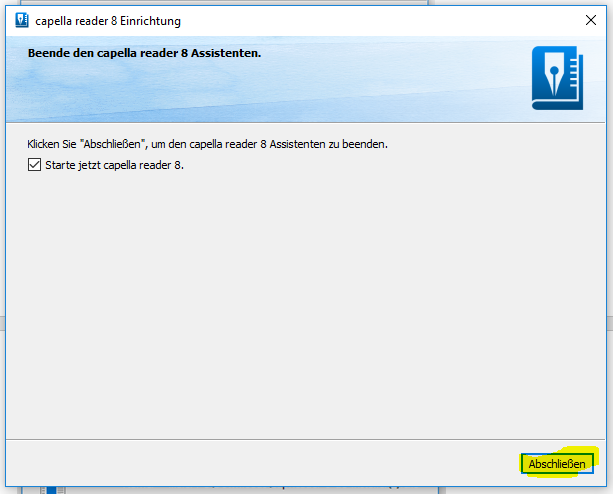 capella reader 8 Einrichtung
Beende den capella reader 8 Assistenten.
Klicken Sie "Abschließen", um den capella reader 8 Assistenten zu beenden.
Starte jetzt capella reader 8.
Abschließen